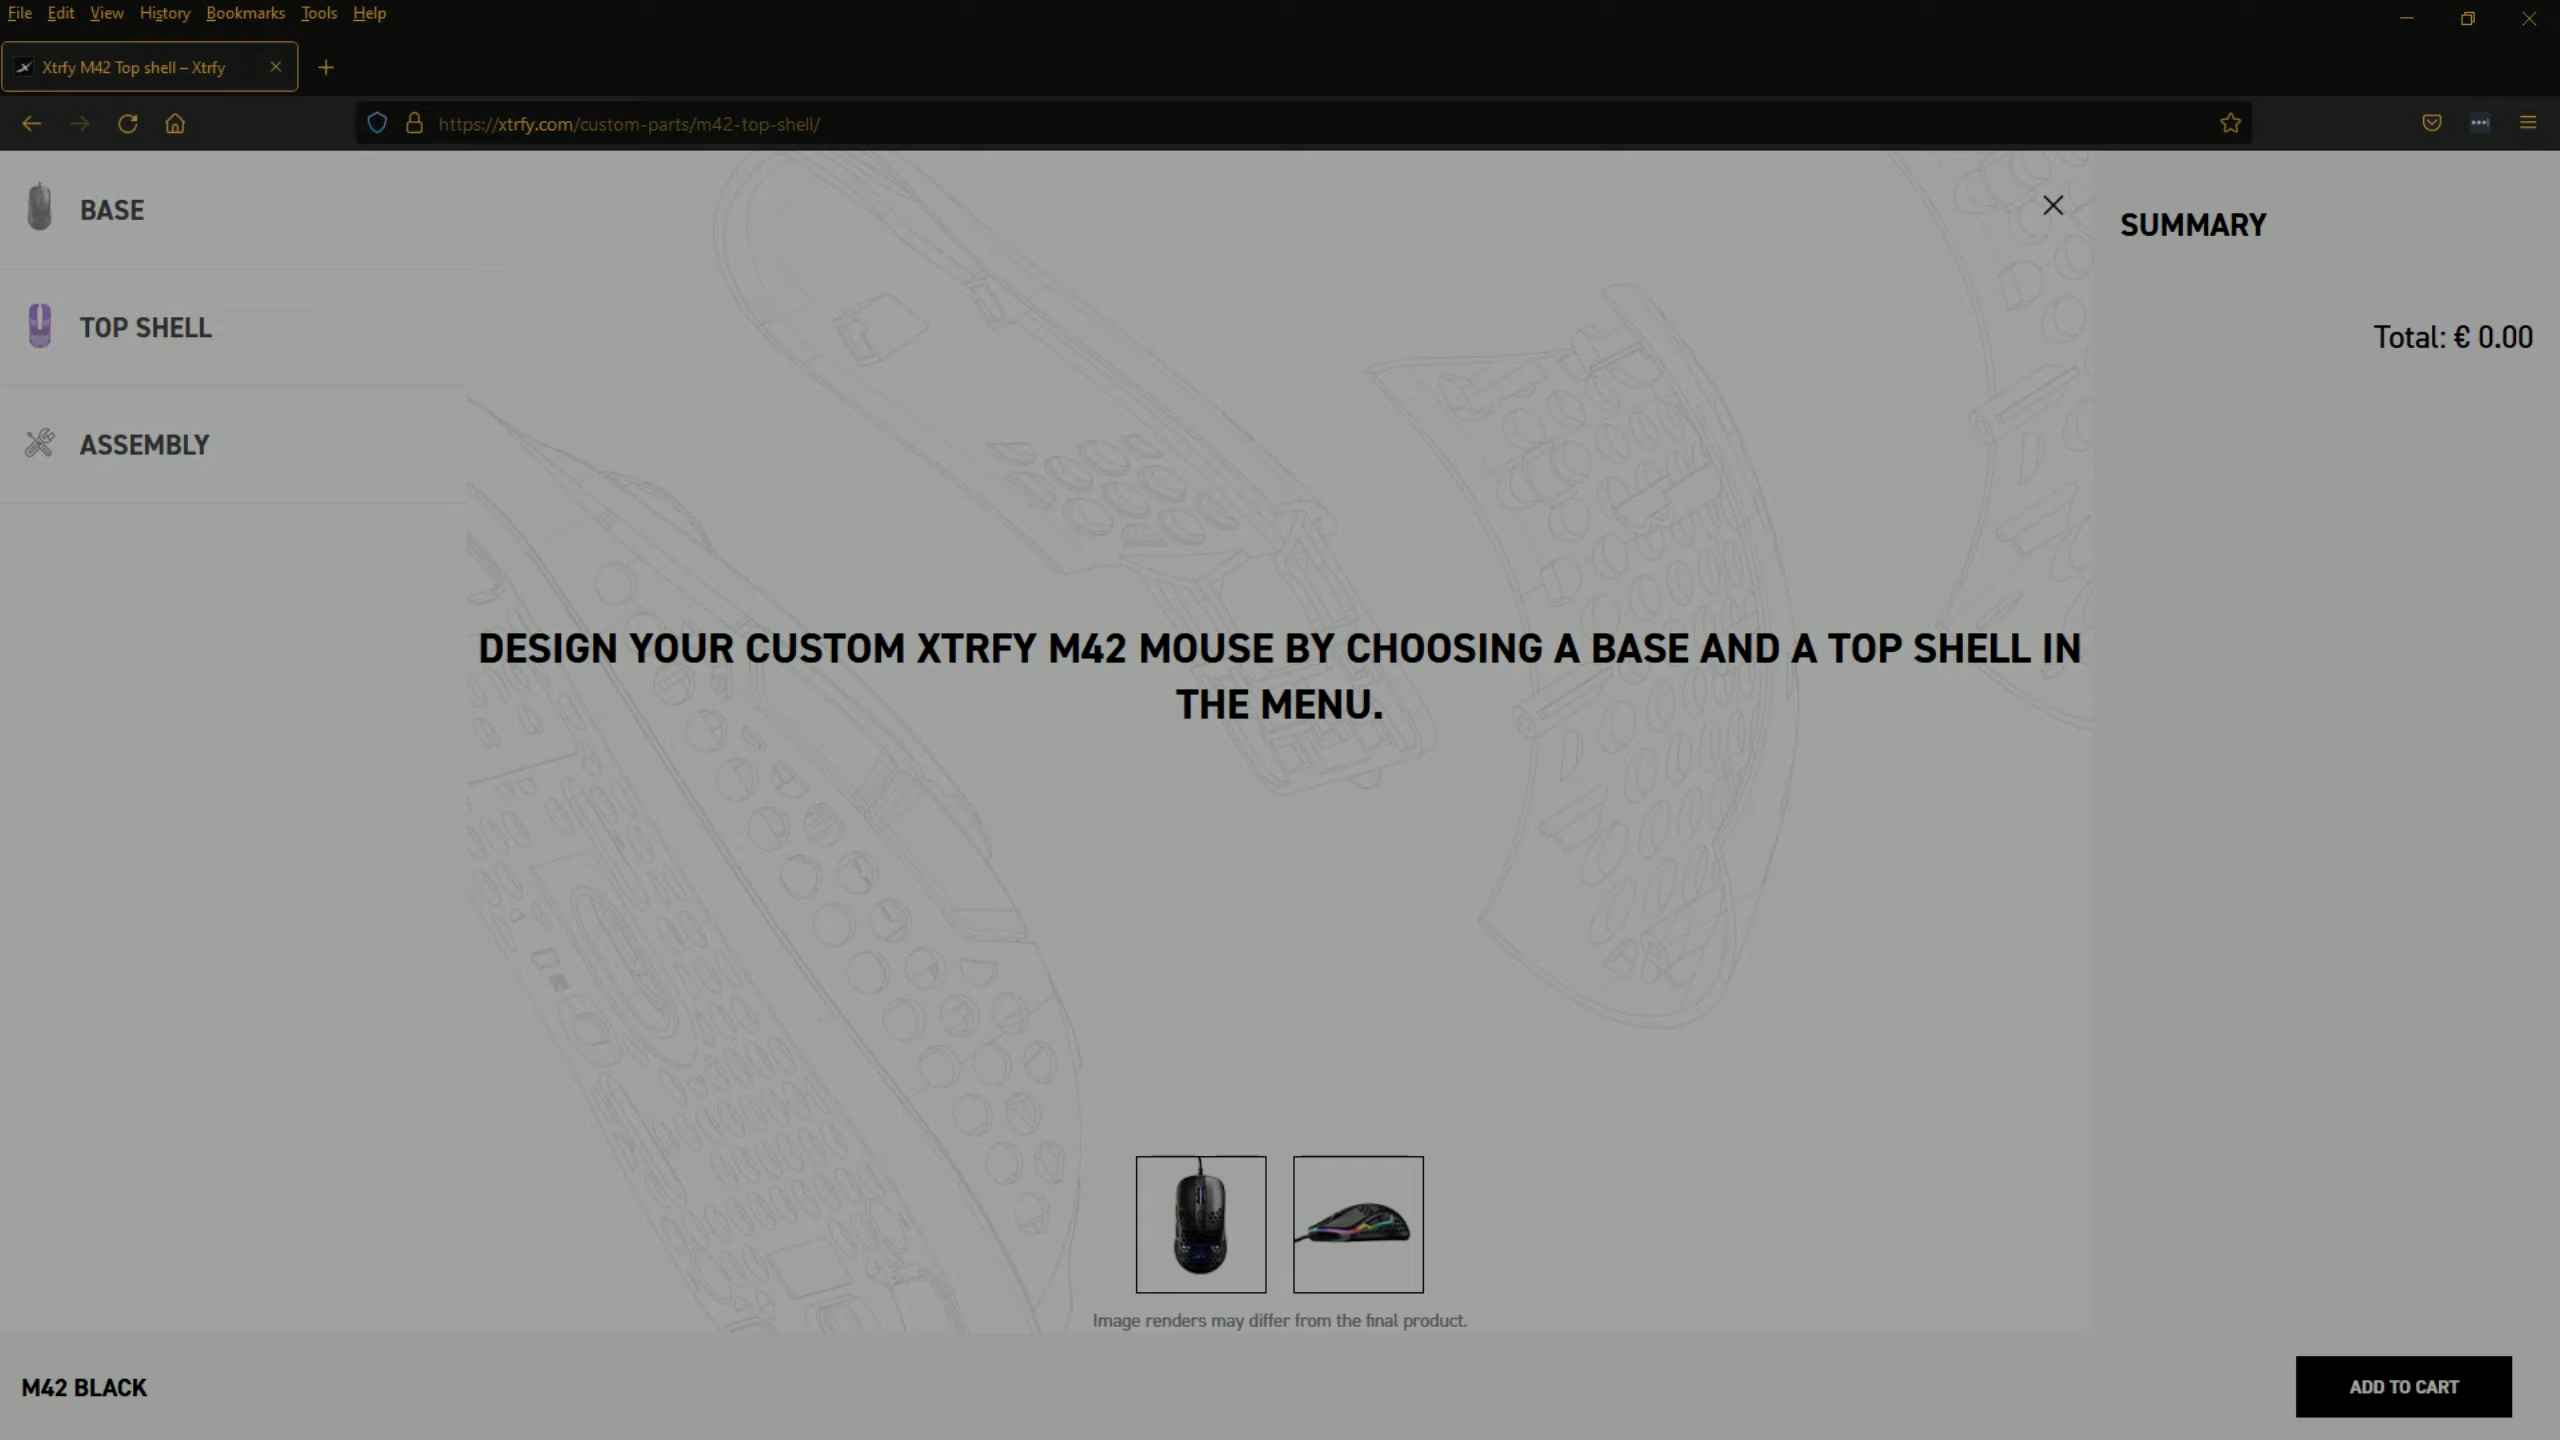 File Edit View History Bookmarks Tools Help
Xtrfy M42 Top shell – Xtrfy
https://xtrfy.com/custom-parts/m42-top-shell/
BASE
TOP SHELL
ASSEMBLY
SUMMARY
Total: € 0.00
DESIGN YOUR CUSTOM XTRFY M42 MOUSE BY CHOOSING A BASE AND A TOP SHELL IN
THE MENU.
Image renders may differ from the final product.
M42 BLACK
ADD TO CART